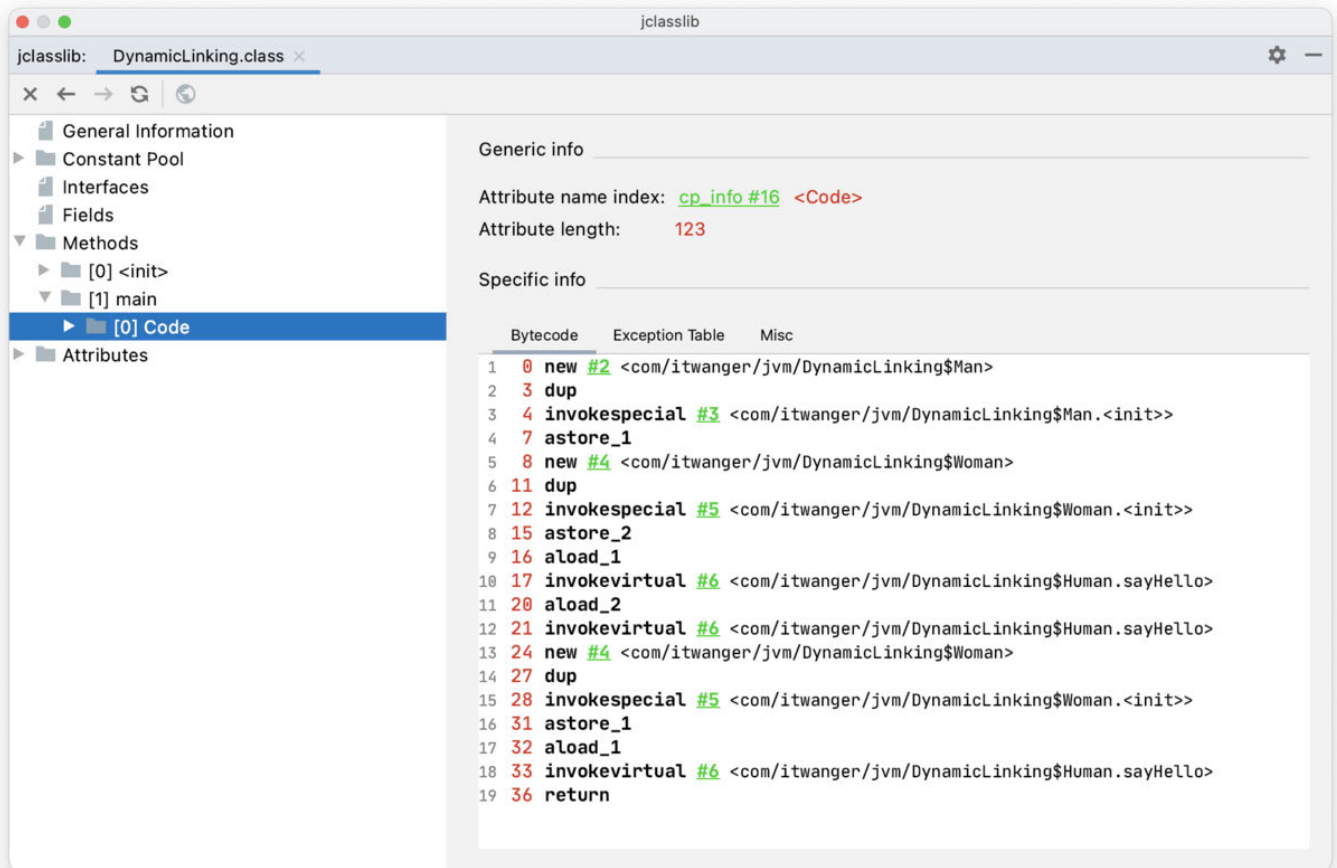 jclasslib
jclasslib: DynamicLinking.class
General Information
Constant Pool
Interfaces
Fields
Methods
[0] <init>
[1] main
[0] Code
Attributes
Generic info
Attribute name index: cp_info #16 <Code>
Attribute length: 123
Specific info
Bytecode Exception Table Misc
1 0 new #2 <com/itwanger/jvm/DynamicLinking$Man>
2 3 dup
3 4 invokespecial #3 <com/itwanger/jvm/DynamicLinking$Man.<init>>
4 7 astore_1
5 8 new #4 <com/itwanger/jvm/DynamicLinking$Woman>
6 11 dup
7 12 invokespecial #5 <com/itwanger/jvm/DynamicLinking$Woman.<init>>
8 15 astore_2
9 16 aload_1
10 17 invokevirtual #6 <com/itwanger/jvm/DynamicLinking$Human.sayHello>
11 20 aload_2
12 21 invokevirtual #6 <com/itwanger/jvm/DynamicLinking$Human.sayHello>
13 24 new #4 <com/itwanger/jvm/DynamicLinking$Woman>
14 27 dup
15 28 invokespecial #5 <com/itwanger/jvm/DynamicLinking$Woman.<init>>
16 31 astore_1
17 32 aload_1
18 33 invokevirtual #6 <com/itwanger/jvm/DynamicLinking$Human.sayHello>
19 36 return